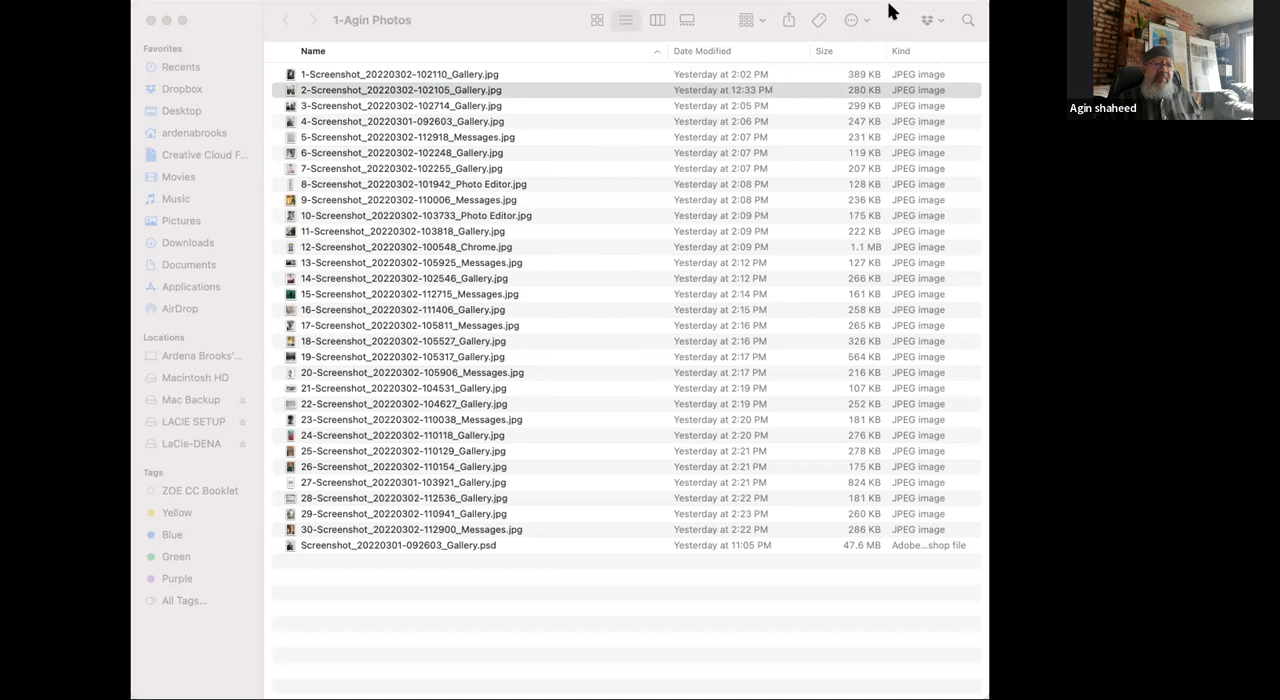 1-Agin Photos
Favorites
Recents
Dropbox
Desktop
ardenabrooks
Creative Cloud F...
Movies
Music
Pictures
Downloads
Documents
Applications
AirDrop
Locations
Ardena Brooks'...
Macintosh HD
Mac Backup
LACIE SETUP
LaCie-DENA
Tags
ZOE CC Booklet
Yellow
Blue
Green
Purple
All Tags...
Name Date Modified Size Kind
1-Screenshot_20220302-102110_Gallery.jpg Yesterday at 2:02 PM 389 KB JPEG image
2-Screenshot_20220302-102105_Gallery.jpg Yesterday at 12:33 PM 280 KB JPEG image
3-Screenshot_20220302-102714_Gallery.jpg Yesterday at 2:05 PM 299 KB JPEG image
4-Screenshot_20220301-092603_Gallery.jpg Yesterday at 2:06 PM 247 KB JPEG image
5-Screenshot_20220302-112918_Messages.jpg Yesterday at 2:07 PM 231 KB JPEG image
6-Screenshot_20220302-102248_Gallery.jpg Yesterday at 2:07 PM 119 KB JPEG image
7-Screenshot_20220302-102255_Gallery.jpg Yesterday at 2:07 PM 207 KB JPEG image
8-Screenshot_20220302-101942_Photo Editor.jpg Yesterday at 2:08 PM 128 KB JPEG image
9-Screenshot_20220302-110006_Messages.jpg Yesterday at 2:08 PM 236 KB JPEG image
10-Screenshot_20220302-103733_Photo Editor.jpg Yesterday at 2:09 PM 175 KB JPEG image
11-Screenshot_20220302-103818_Gallery.jpg Yesterday at 2:09 PM 222 KB JPEG image
12-Screenshot_20220302-100548_Chrome.jpg Yesterday at 2:09 PM 1.1 MB JPEG image
13-Screenshot_20220302-105925_Messages.jpg Yesterday at 2:12 PM 127 KB JPEG image
14-Screenshot_20220302-102546_Gallery.jpg Yesterday at 2:12 PM 266 KB JPEG image
15-Screenshot_20220302-112715_Messages.jpg Yesterday at 2:14 PM 161 KB JPEG image
16-Screenshot_20220302-111406_Gallery.jpg Yesterday at 2:15 PM 258 KB JPEG image
17-Screenshot_20220302-105811_Messages.jpg Yesterday at 2:16 PM 265 KB JPEG image
18-Screenshot_20220302-105527_Gallery.jpg Yesterday at 2:16 PM 326 KB JPEG image
19-Screenshot_20220302-105317_Gallery.jpg Yesterday at 2:17 PM 564 KB JPEG image
20-Screenshot_20220302-105906_Messages.jpg Yesterday at 2:17 PM 216 KB JPEG image
21-Screenshot_20220302-104531_Gallery.jpg Yesterday at 2:19 PM 107 KB JPEG image
22-Screenshot_20220302-104627_Gallery.jpg Yesterday at 2:19 PM 252 KB JPEG image
23-Screenshot_20220302-110038_Messages.jpg Yesterday at 2:20 PM 181 KB JPEG image
24-Screenshot_20220302-110118_Gallery.jpg Yesterday at 2:20 PM 276 KB JPEG image
25-Screenshot_20220302-110129_Gallery.jpg Yesterday at 2:21 PM 278 KB JPEG image
26-Screenshot_20220302-110154_Gallery.jpg Yesterday at 2:21 PM 175 KB JPEG image
27-Screenshot_20220301-103921_Gallery.jpg Yesterday at 2:21 PM 824 KB JPEG image
28-Screenshot_20220302-112536_Gallery.jpg Yesterday at 2:22 PM 181 KB JPEG image
29-Screenshot_20220302-110941_Gallery.jpg Yesterday at 2:23 PM 260 KB JPEG image
30-Screenshot_20220302-112900_Messages.jpg Yesterday at 2:22 PM 286 KB JPEG image
Screenshot_20220301-092603_Gallery.psd Yesterday at 11:05 PM 47.6 MB Adobe...shop file
Agin shaheed